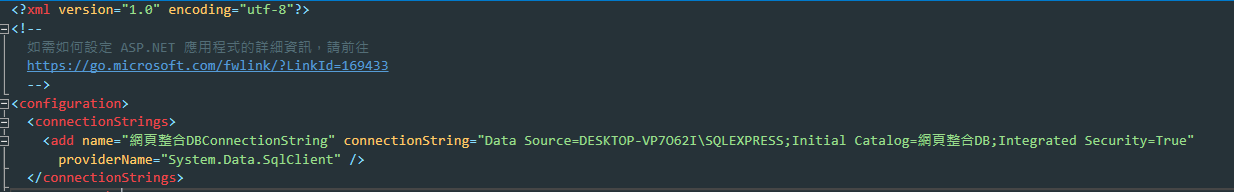 <?xml version="1.0" encoding="utf-8"?>
<!--
如需如何設定 ASP.NET 應用程式的詳細資訊，請前往
https://go.microsoft.com/fwlink/?LinkId=169433
-->
<configuration>
<connectionStrings>
<add name="網頁整合DBConnectionString" connectionString="Data Source=DESKTOP-VP7O62I\SQLEXPRESS;Initial Catalog=網頁整合DB;Integrated Security=True"
providerName="System.Data.SqlClient" />
</connectionStrings>